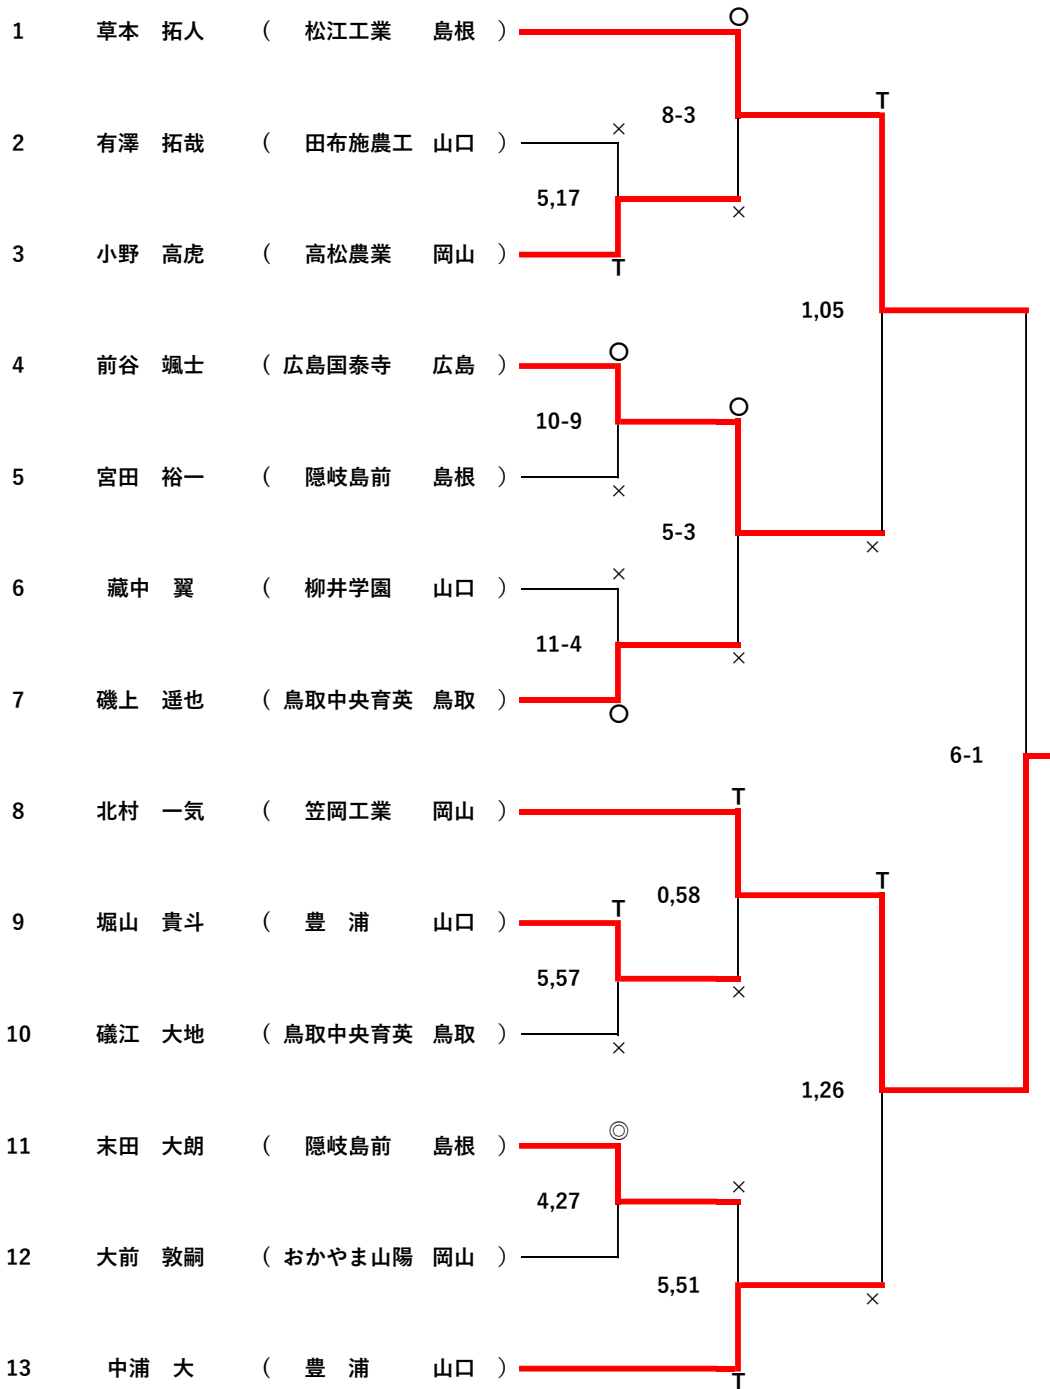 ○
1 草本 拓人 ( 松江工業 島根 )
T
8-3
2 有澤 拓哉 ( 田布施農工 山口 ) ×
5,17
×
3 小野 高虎 ( 高松農業 岡山 )
T
1,05
○
4 前谷 颯士 ( 広島国泰寺 広島 )
○
10-9
5 宮田 裕一 ( 隠岐島前 島根 )
×
5-3
×
×
6 藏中 翼 ( 柳井学園 山口 )
11-4
×
7 磯上 遥也 ( 鳥取中央育英 鳥取 )
○
6-1
T
8 北村 一気 ( 笠岡工業 岡山 )
T
0,58
T
9 堀山 貴斗 ( 豊 浦 山口 )
5,57
×
10 礒江 大地 ( 鳥取中央育英 鳥取 )
×
1,26
◎
11 末田 大朗 ( 隠岐島前 島根 )
×
4,27
12 大前 敦嗣 ( おかやま山陽 岡山 )
5,51
×
13 中浦 大 ( 豊 浦 山口 )
T